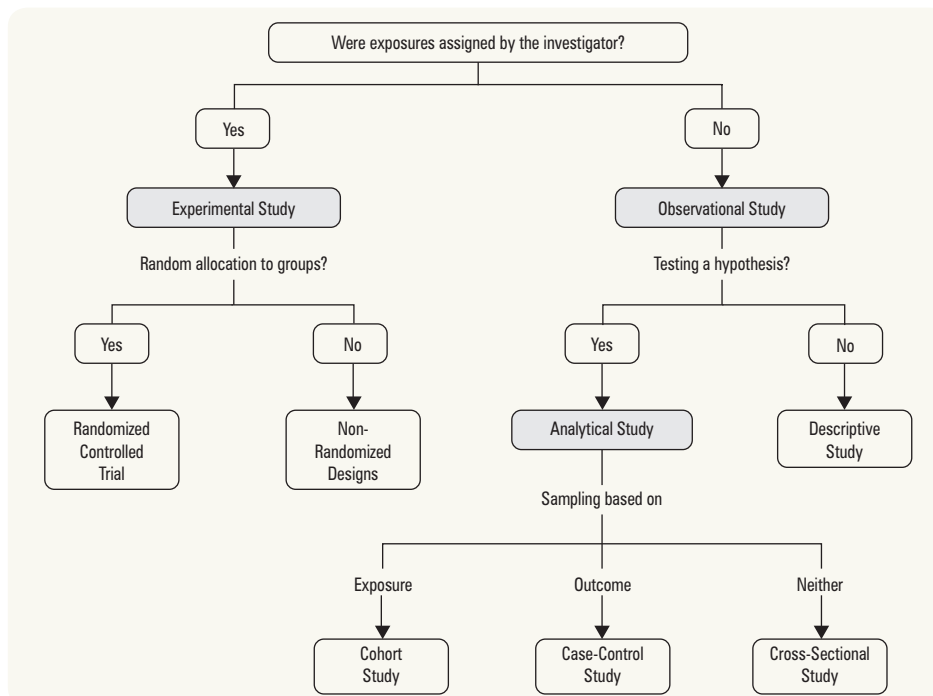 Were exposures assigned by the investigator?
Yes
No
Experimental Study
Observational Study
Random allocation to groups?
Testing a hypothesis?
Yes
No
Yes
No
Randomized
Controlled
Trial
Non-
Randomized
Designs
Analytical Study
Descriptive
Study
Sampling based on
Exposure
Outcome
Neither
Cohort
Study
Case-Control
Study
Cross-Sectional
Study